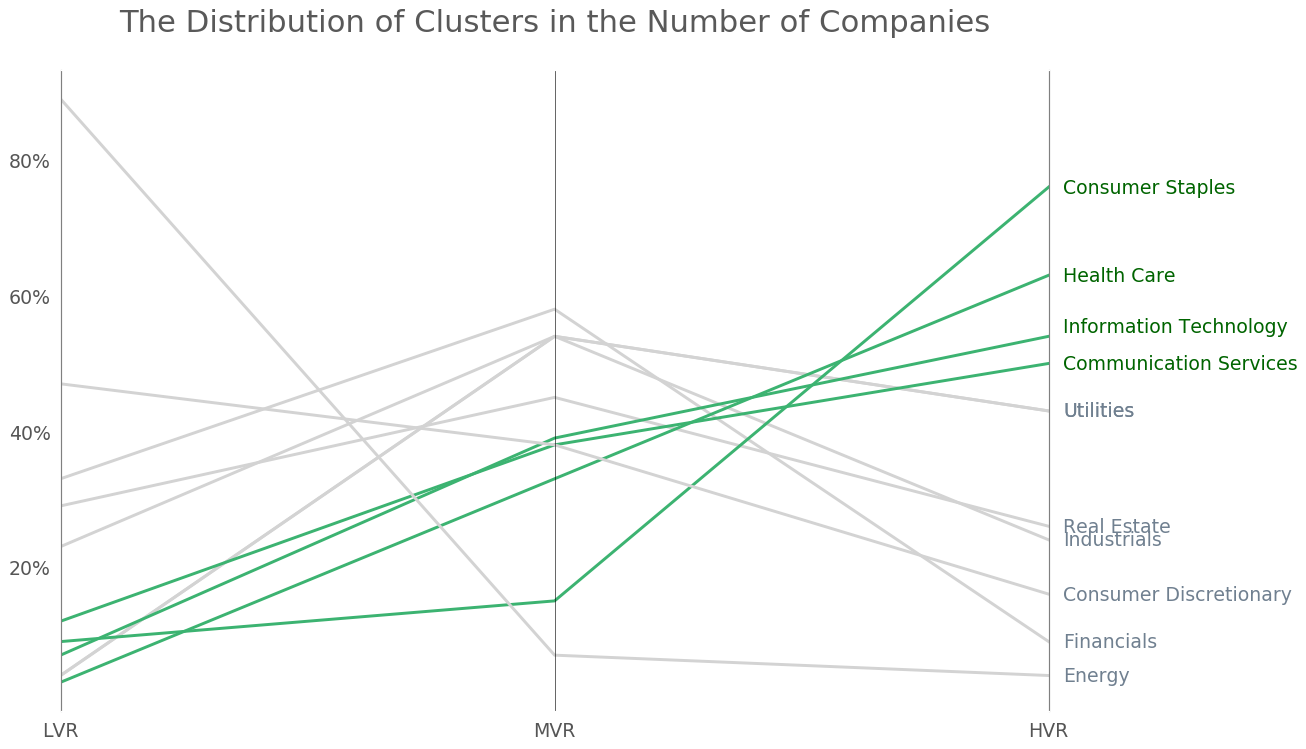 The Distribution of Clusters in the Number of Companies
80%
60%
40%
20%
LVR
MVR
HVR
Consumer Staples
Health Care
Information Technology
Communication Services
Utilities
Real Estate
Industrials
Consumer Discretionary
Financials
Energy